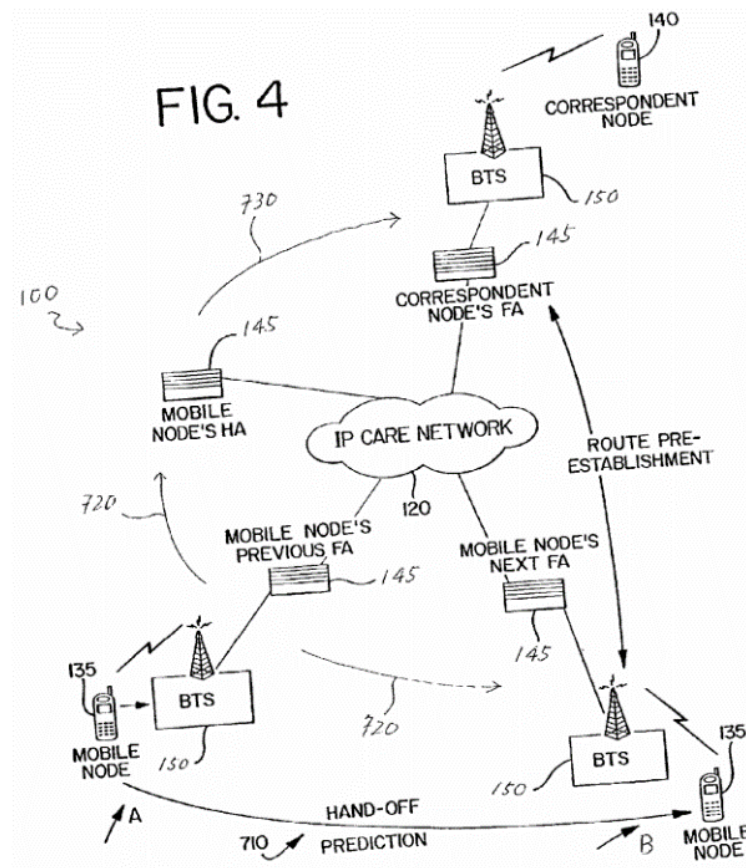 FIG. 4
140
CORRESPONDENT
NODE
BTS
150
730
145
CORRESPONDENT
NODE'S FA
100
145
MOBILE
NODE'S HA
IP CARE NETWORK
120
ROUTE PRE-
ESTABLISHMENT
720
MOBILE NODE'S
PREVIOUS FA
145
MOBILE NODE'S
NEXT FA
145
135
BTS
150
MOBILE
NODE
720
BTS
150
135
MOBILE
NODE
A
HAND-OFF
710
PREDICTION
B